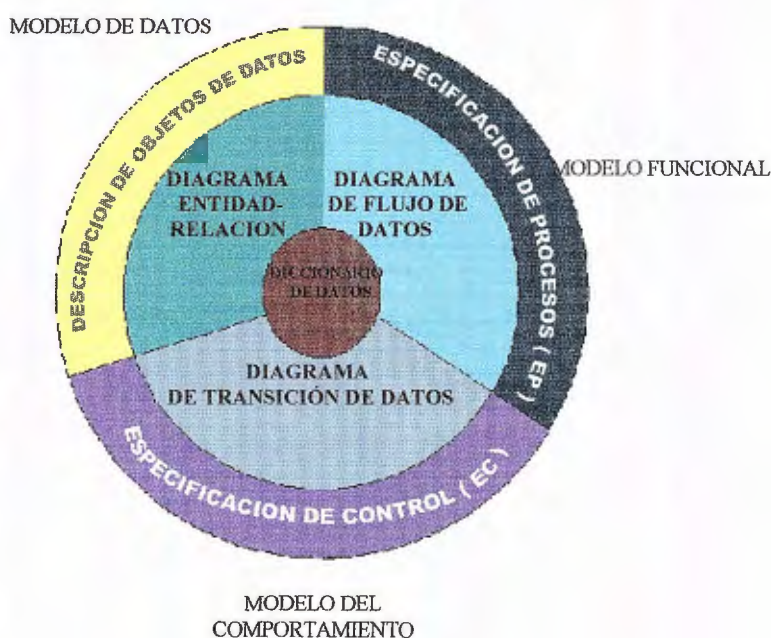 MODELO DE DATOS
DESCRIPCION DE OBJETOS DE DATOS
ESPECIFICACION DE PROCESOS ( EP )
MODELO FUNCIONAL
DIAGRAMA
ENTIDAD-
RELACION
DIAGRAMA
DE FLUJO DE
DATOS
DICCIONARIO
DE DATOS
DIAGRAMA
DE TRANSICIÓN DE DATOS
ESPECIFICACION DE CONTROL ( EC )
MODELO DEL
COMPORTAMIENTO